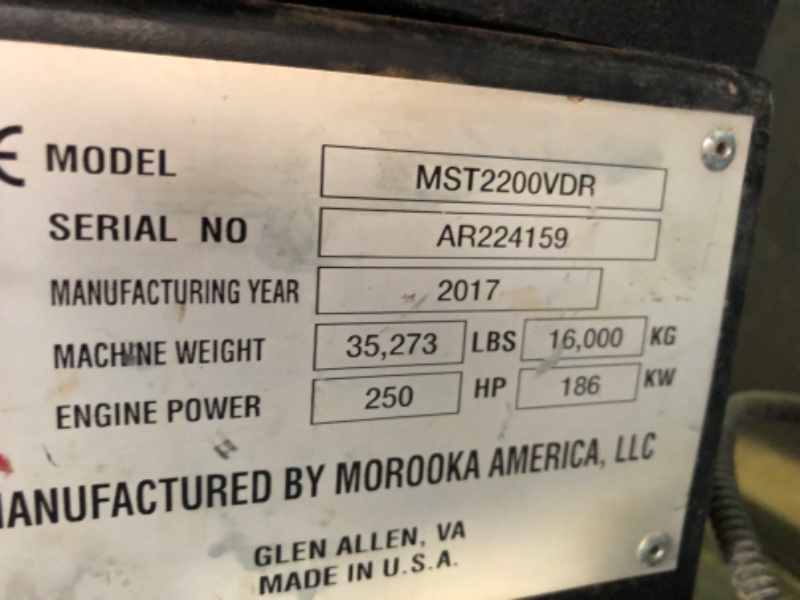 CE MODEL MST2200VDR
SERIAL NO AR224159
MANUFACTURING YEAR 2017
MACHINE WEIGHT 35,273 LBS 16,000 KG
ENGINE POWER 250 HP 186 KW
MANUFACTURED BY MOROOKA AMERICA, LLC
GLEN ALLEN, VA
MADE IN U.S.A.